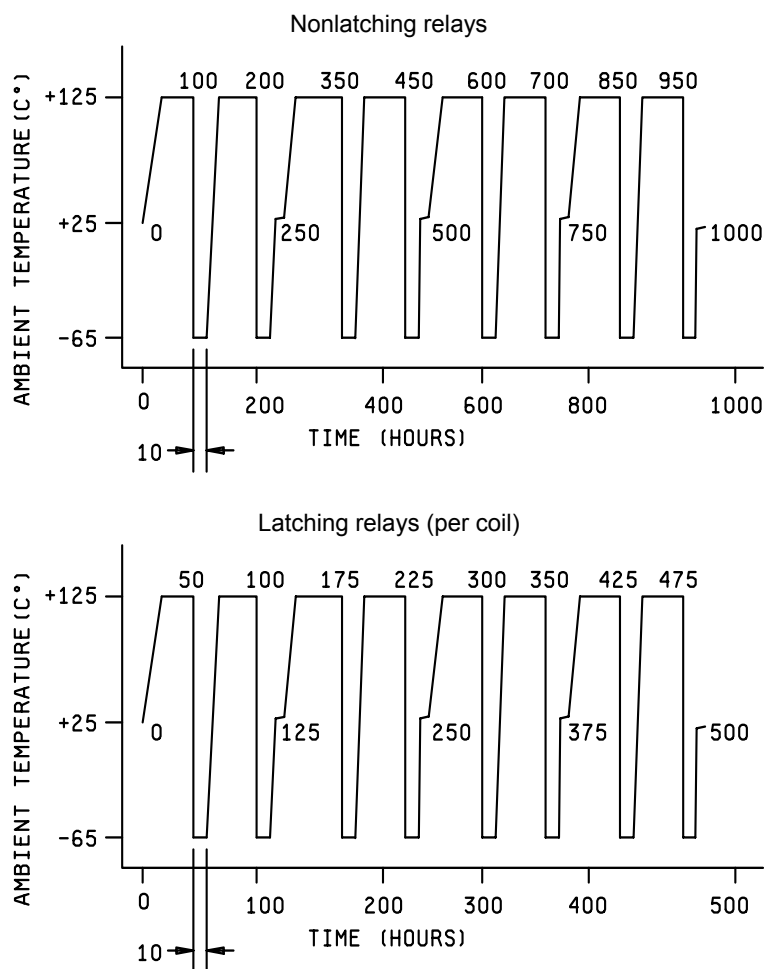 Nonlatching relays
100 200 350 450 600 700 850 950
+125
+25
0 250 500 750 1000
-65
AMBIENT TEMPERATURE (C°)
0 200 400 600 800 1000
TIME (HOURS)
10
Latching relays (per coil)
50 100 175 225 300 350 425 475
+125
+25
0 125 250 375 500
-65
AMBIENT TEMPERATURE (C°)
0 100 200 300 400 500
TIME (HOURS)
10